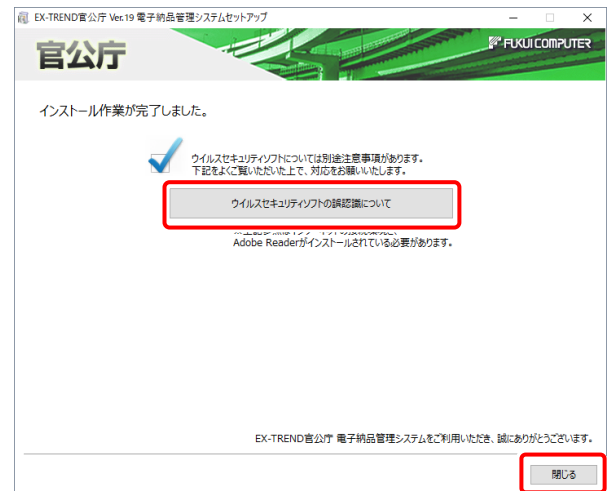 EX-TREND官公庁 Ver.19 電子納品管理システムセットアップ
官公庁
FUKUI COMPUTER
インストール作業が完了しました。
ウイルスセキュリティソフトについては別途注意事項があります。
下記をよくご覧いただいた上で、対応をお願いいたします。
ウイルスセキュリティソフトの誤認識について
Adobe Readerがインストールされている必要があります。
EX-TREND官公庁 電子納品管理システムをご利用いただき、誠にありがとうございます。
閉じる